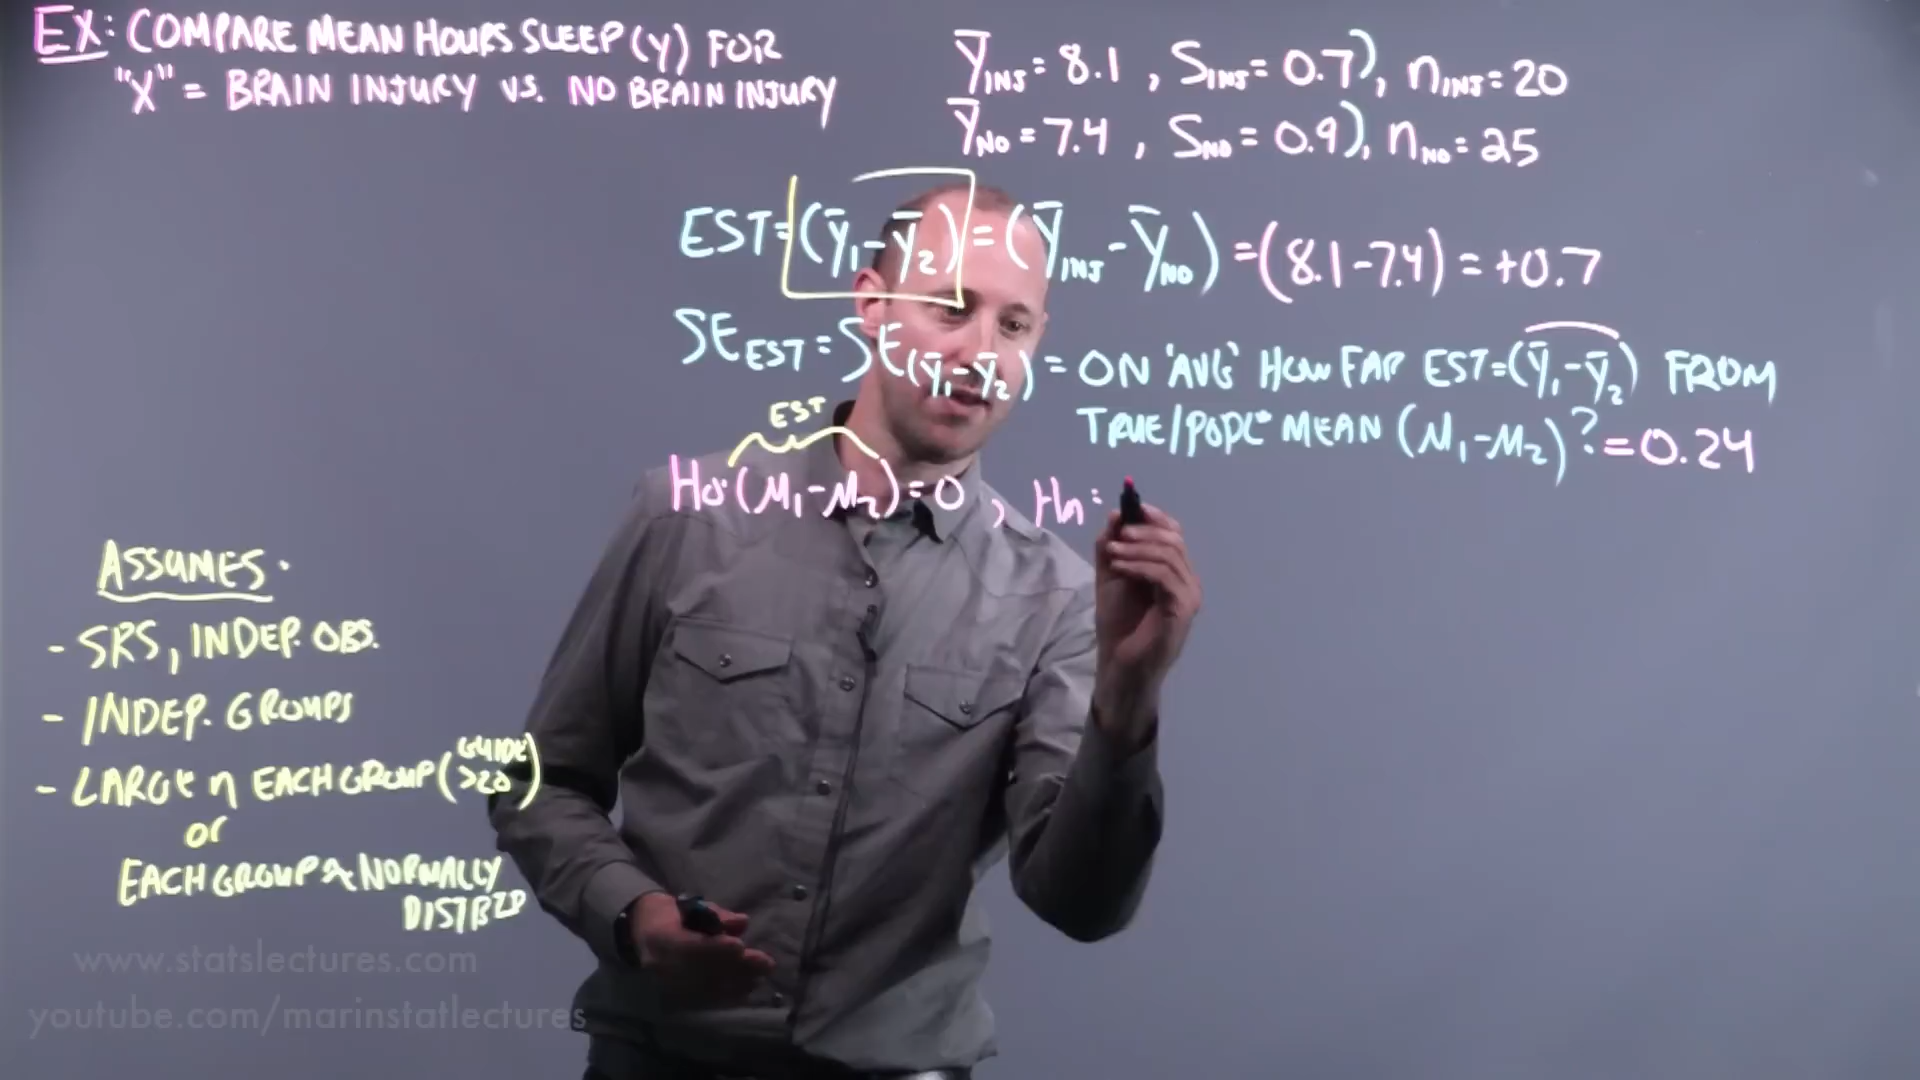 EX: COMPARE MEAN HOURS SLEEP (Y) FOR
"X" = BRAIN INJURY VS. NO BRAIN INJURY
Ȳ_INJ = 8.1, S_INJ = 0.7), n_INJ = 20
Ȳ_NO = 7.4, S_NO = 0.9), n_NO = 25
EST = (Ȳ₁ - Ȳ₂) = (Ȳ_INJ - Ȳ_NO) = (8.1 - 7.4) = +0.7
SE_EST = SE_(Ȳ₁ - Ȳ₂) = ON 'AVG' HOW FAR EST = (Ȳ₁ - Ȳ₂) FROM
TRUE/POPL MEAN (μ₁ - μ₂)? = 0.24
EST
H₀: (μ₁ - μ₂) = 0, Hₐ:
ASSUMES:
- SRS, INDEP. OBS.
- INDEP. GROUPS
- LARGE n EACH GROUP (GUIDE >20)
or
EACH GROUP ≈ NORMALLY
DISTBZD
www.statslectures.com
youtube.com/marinstatlectures